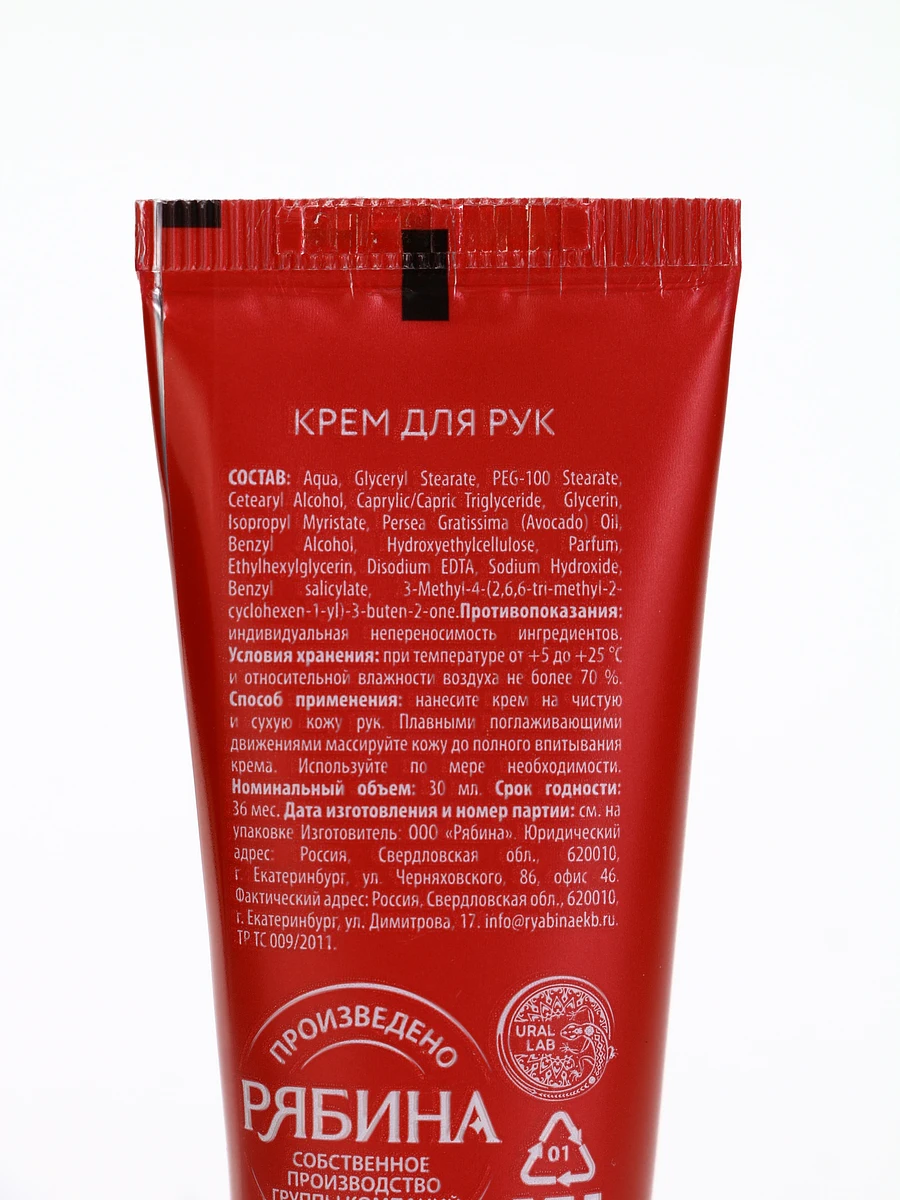 КРЕМ ДЛЯ РУК
СОСТАВ: Aqua, Glyceryl Stearate, PEG-100 Stearate,
Cetearyl Alcohol, Caprylic/Capric Triglyceride, Glycerin,
Isopropyl Myristate, Persea Gratissima (Avocado) Oil,
Benzyl Alcohol, Hydroxyethylcellulose, Parfum,
Ethylhexylglycerin, Disodium EDTA, Sodium Hydroxide,
Benzyl salicylate, 3-Methyl-4-(2,6,6-tri-methyl-2-
cyclohexen-1-yl)-3-buten-2-one.Противопоказания:
индивидуальная непереносимость ингредиентов.
Условия хранения: при температуре от +5 до +25 °С
и относительной влажности воздуха не более 70 %.
Способ применения: нанесите крем на чистую
и сухую кожу рук. Плавными поглаживающими
движениями массируйте кожу до полного впитывания
крема. Используйте по мере необходимости.
Номинальный объем: 30 мл. Срок годности:
36 мес. Дата изготовления и номер партии: см. на
упаковке Изготовитель: ООО «Рябина». Юридический
адрес: Россия, Свердловская обл., 620010,
г. Екатеринбург, ул. Черняховского, 86, офис 46.
Фактический адрес: Россия, Свердловская обл., 620010,
г. Екатеринбург, ул. Димитрова, 17. info@ryabinaekb.ru.
ТР ТС 009/2011.
ПРОИЗВЕДЕНО
РЯБИНА
СОБСТВЕННОЕ
ПРОИЗВОДСТВО
ГРУППЫ КОМПАНИЙ
URAL
LAB
01